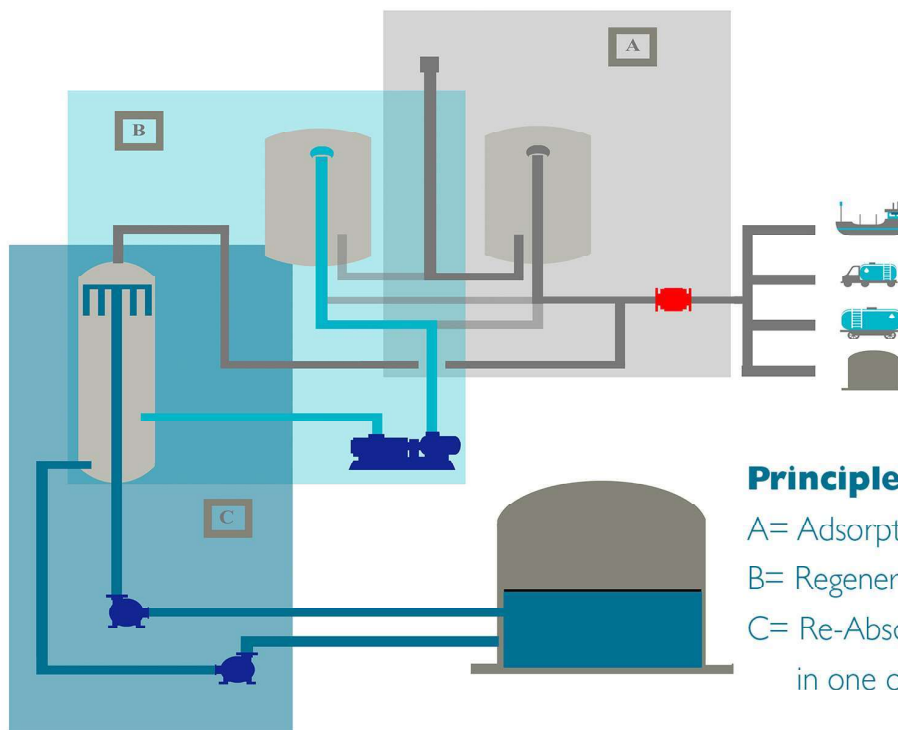 A
B
C
Principle
A= Adsorpt
B= Regener
C= Re-Abso
in one c